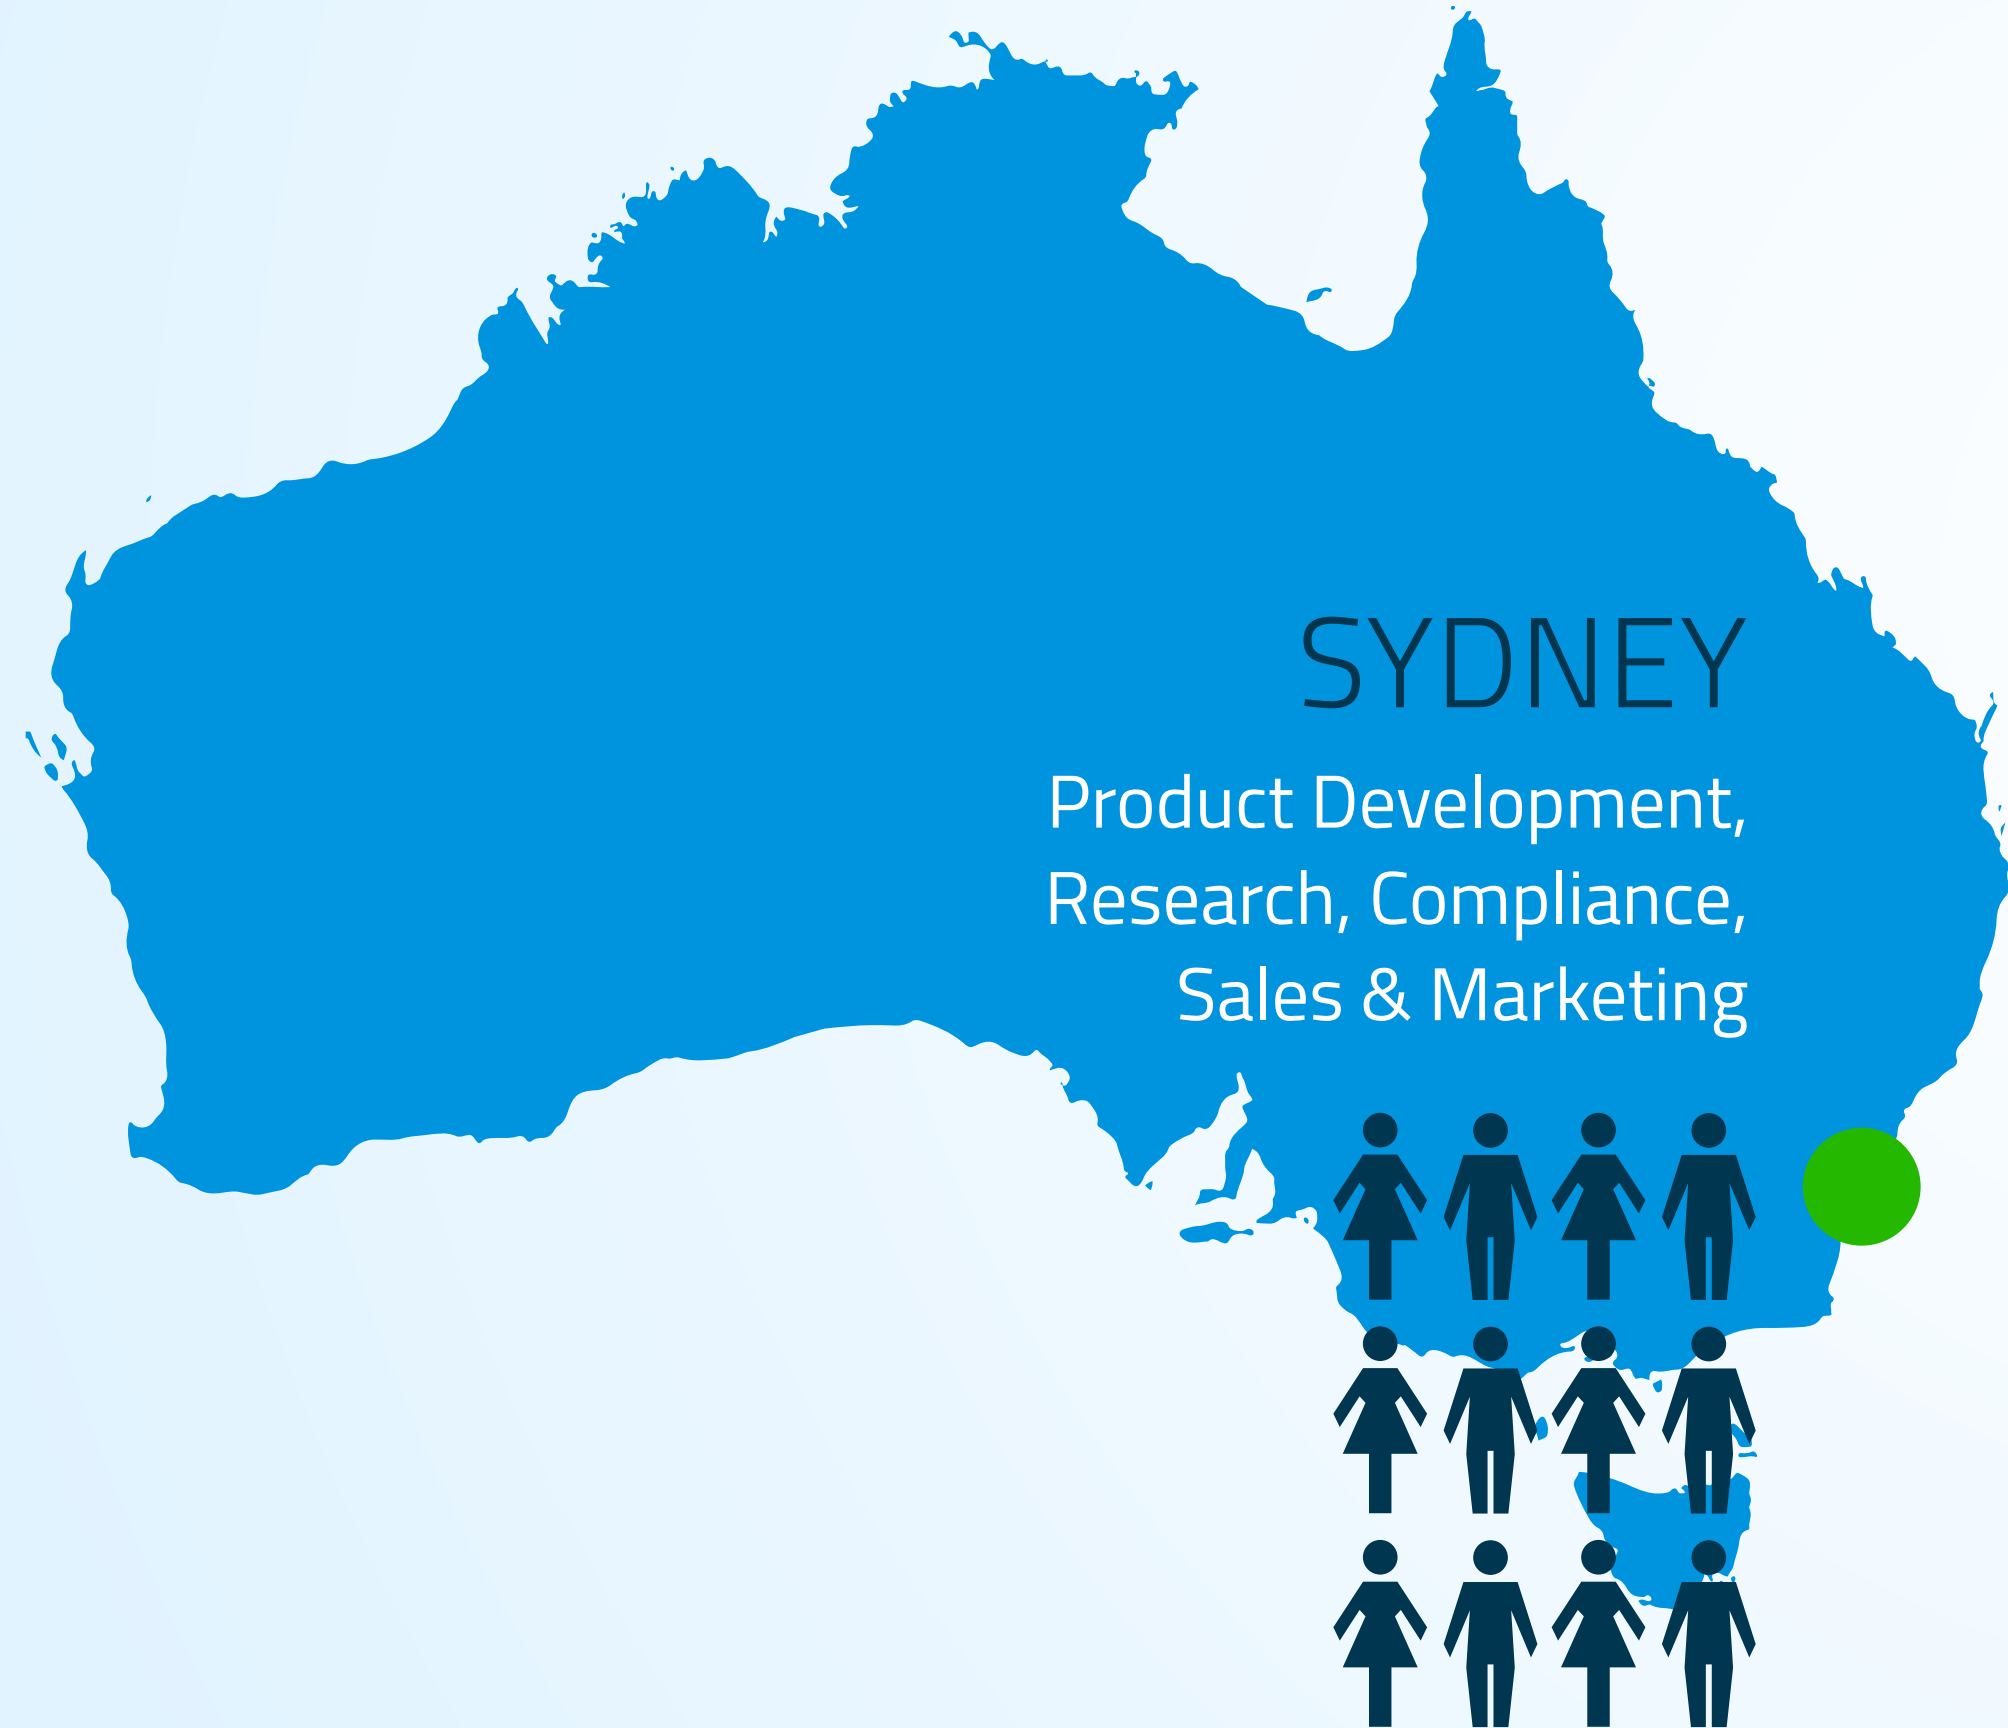 SYDNEY
Product Development,
Research, Compliance,
Sales & Marketing